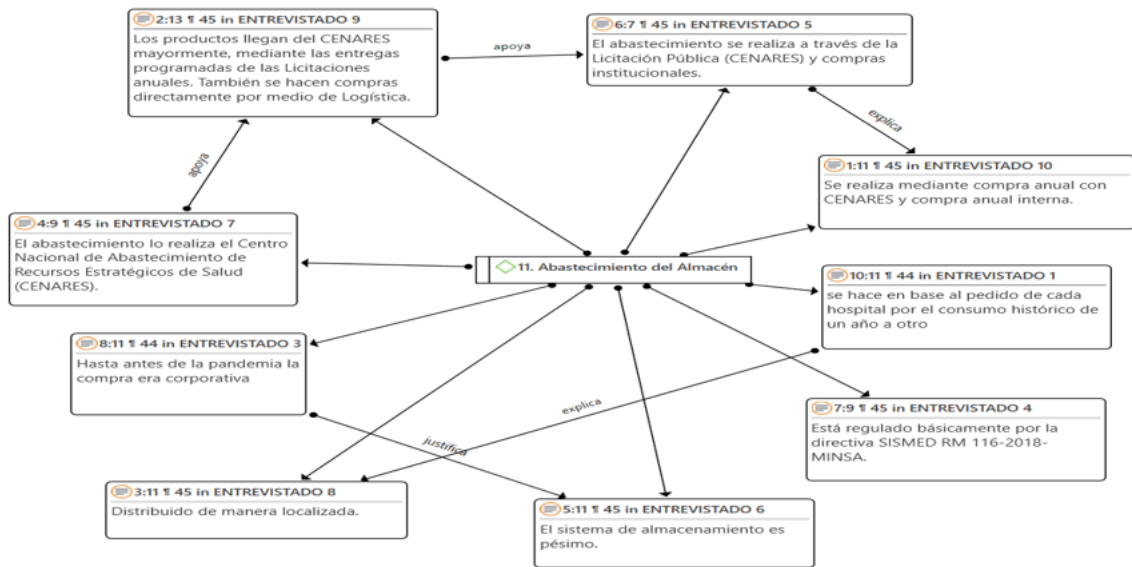 2:13 ¶ 45 in ENTREVISTADO 9
Los productos llegan del CENARES
mayormente, mediante las entregas
programadas de las Licitaciones
anuales. También se hacen compras
directamente por medio de Logística.
apoya
6:7 ¶ 45 in ENTREVISTADO 5
El abastecimiento se realiza a través de la
Licitación Pública (CENARES) y compras
institucionales.
explica
apoya
1:11 ¶ 45 in ENTREVISTADO 10
Se realiza mediante compra anual con
CENARES y compra anual interna.
4:9 ¶ 45 in ENTREVISTADO 7
El abastecimiento lo realiza el Centro
Nacional de Abastecimiento de
Recursos Estratégicos de Salud
(CENARES).
11. Abastecimiento del Almacén
10:11 ¶ 44 in ENTREVISTADO 1
se hace en base al pedido de cada
hospital por el consumo histórico de
un año a otro
8:11 ¶ 44 in ENTREVISTADO 3
Hasta antes de la pandemia la
compra era corporativa
explica
justifica
7:9 ¶ 45 in ENTREVISTADO 4
Está regulado básicamente por la
directiva SISMED RM 116-2018-
MINSA.
3:11 ¶ 45 in ENTREVISTADO 8
Distribuido de manera localizada.
5:11 ¶ 45 in ENTREVISTADO 6
El sistema de almacenamiento es
pésimo.